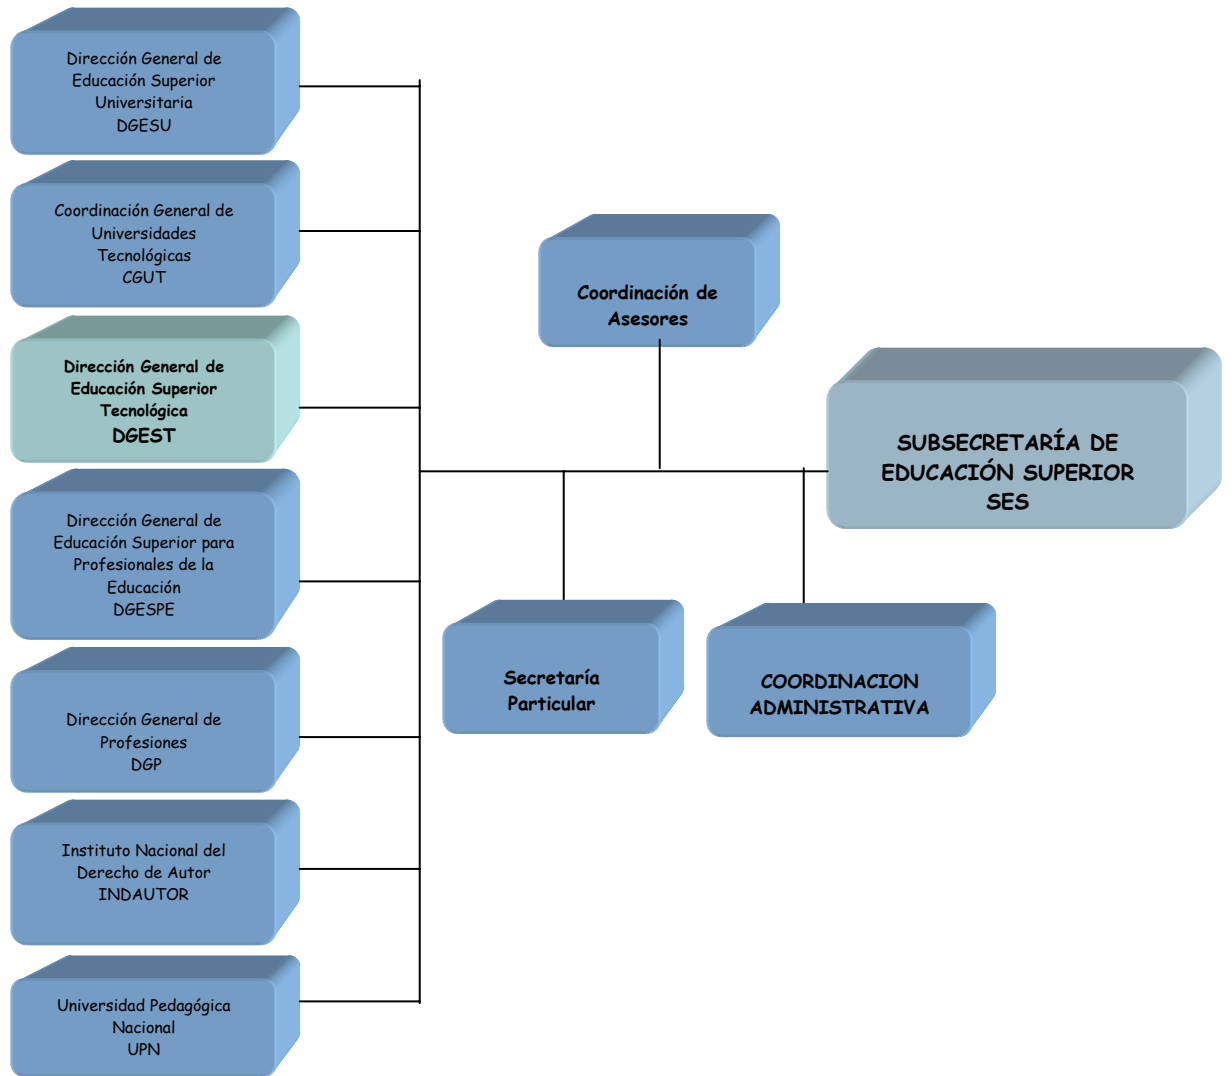 Dirección General de
Educación Superior
Universitaria
DGESU
Coordinación General de
Universidades
Tecnológicas
CGUT
Dirección General de
Educación Superior
Tecnológica
DGEST
Dirección General de
Educación Superior para
Profesionales de la
Educación
DGESPE
Dirección General de
Profesiones
DGP
Instituto Nacional del
Derecho de Autor
INDAUTOR
Universidad Pedagógica
Nacional
UPN
Coordinación de
Asesores
Secretaría
Particular
COORDINACION
ADMINISTRATIVA
SUBSECRETARÍA DE
EDUCACIÓN SUPERIOR
SES